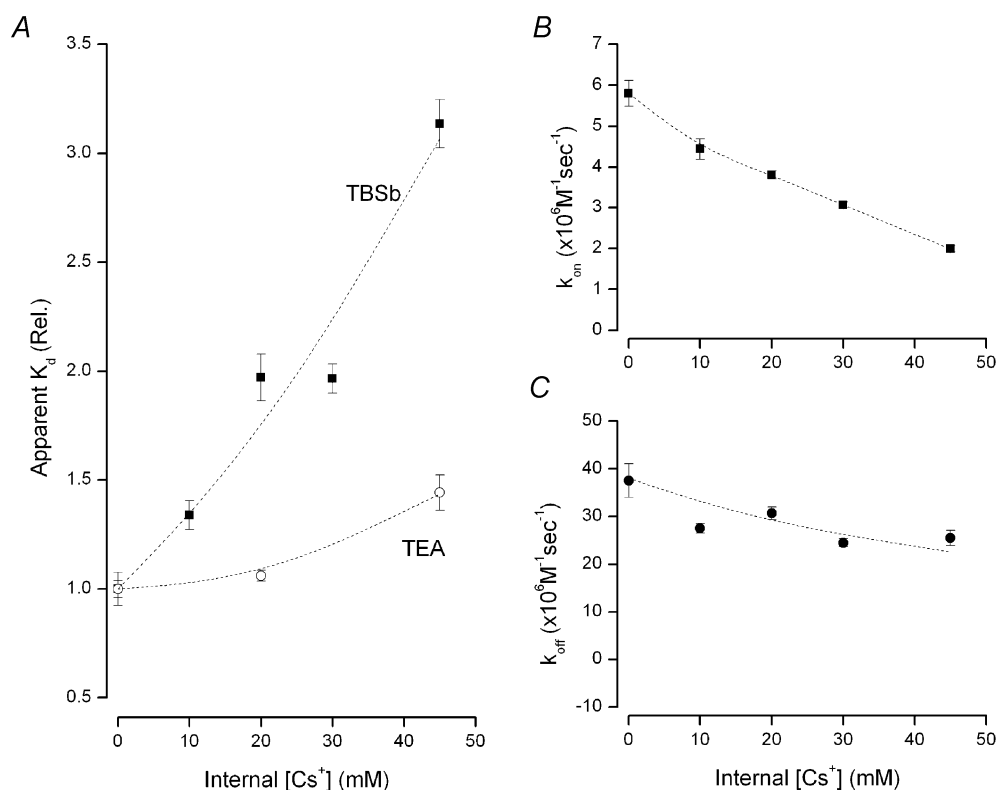 A
3.5
3.0
2.5
2.0
1.5
1.0
0.5
Apparent K_d (Rel.)
TBSb
TEA
0 10 20 30 40 50
Internal [Cs⁺] (mM)
B
7
6
5
4
3
2
1
0
k_on (x10⁶M⁻¹sec⁻¹)
0 10 20 30 40 50
C
50
40
30
20
10
0
-10
k_off (x10⁶M⁻¹sec⁻¹)
0 10 20 30 40 50
Internal [Cs⁺] (mM)